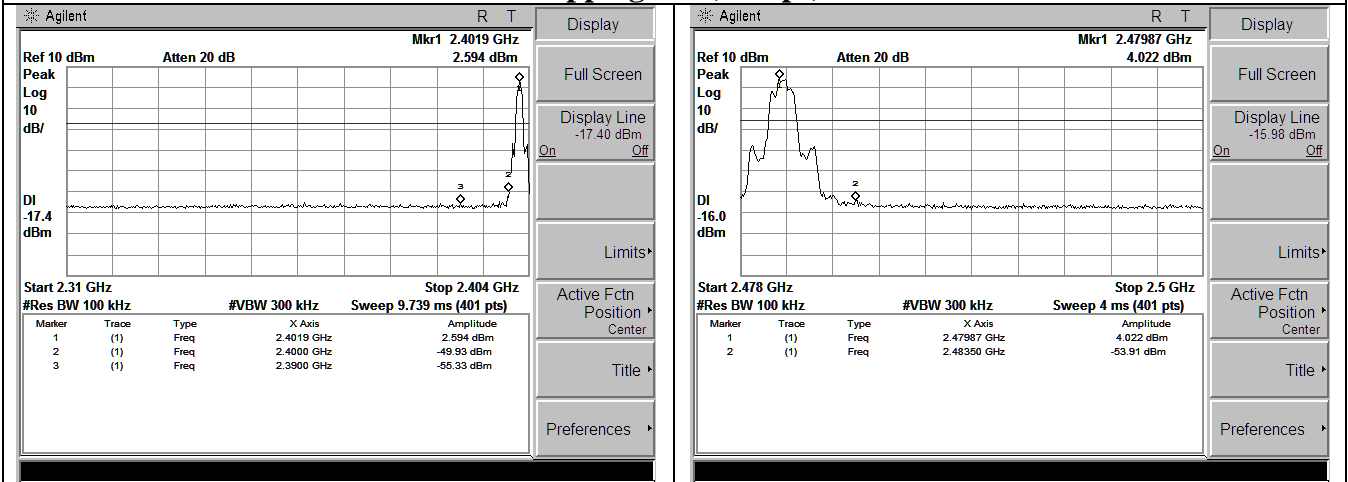 Agilent R T
Mkr1 2.4019 GHz
Ref 10 dBm Atten 20 dB 2.594 dBm
Peak
Log
10
dB/
1
3
2
DI
-17.4
dBm
Start 2.31 GHz Stop 2.404 GHz
#Res BW 100 kHz #VBW 300 kHz Sweep 9.739 ms (401 pts)
Marker Trace Type X Axis Amplitude
1 (1) Freq 2.4019 GHz 2.594 dBm
2 (1) Freq 2.4000 GHz -49.93 dBm
3 (1) Freq 2.3900 GHz -55.33 dBm
Display
Full Screen
Display Line
-17.40 dBm
On Off
Limits
Active Fctn
Position
Center
Title
Preferences
Agilent R T
Mkr1 2.47987 GHz
Ref 10 dBm Atten 20 dB 4.022 dBm
Peak
Log
10
dB/
1
2
DI
-16.0
dBm
Start 2.478 GHz Stop 2.5 GHz
#Res BW 100 kHz #VBW 300 kHz Sweep 4 ms (401 pts)
Marker Trace Type X Axis Amplitude
1 (1) Freq 2.47987 GHz 4.022 dBm
2 (1) Freq 2.48350 GHz -53.91 dBm
Display
Full Screen
Display Line
-15.98 dBm
On Off
Limits
Active Fctn
Position
Center
Title
Preferences